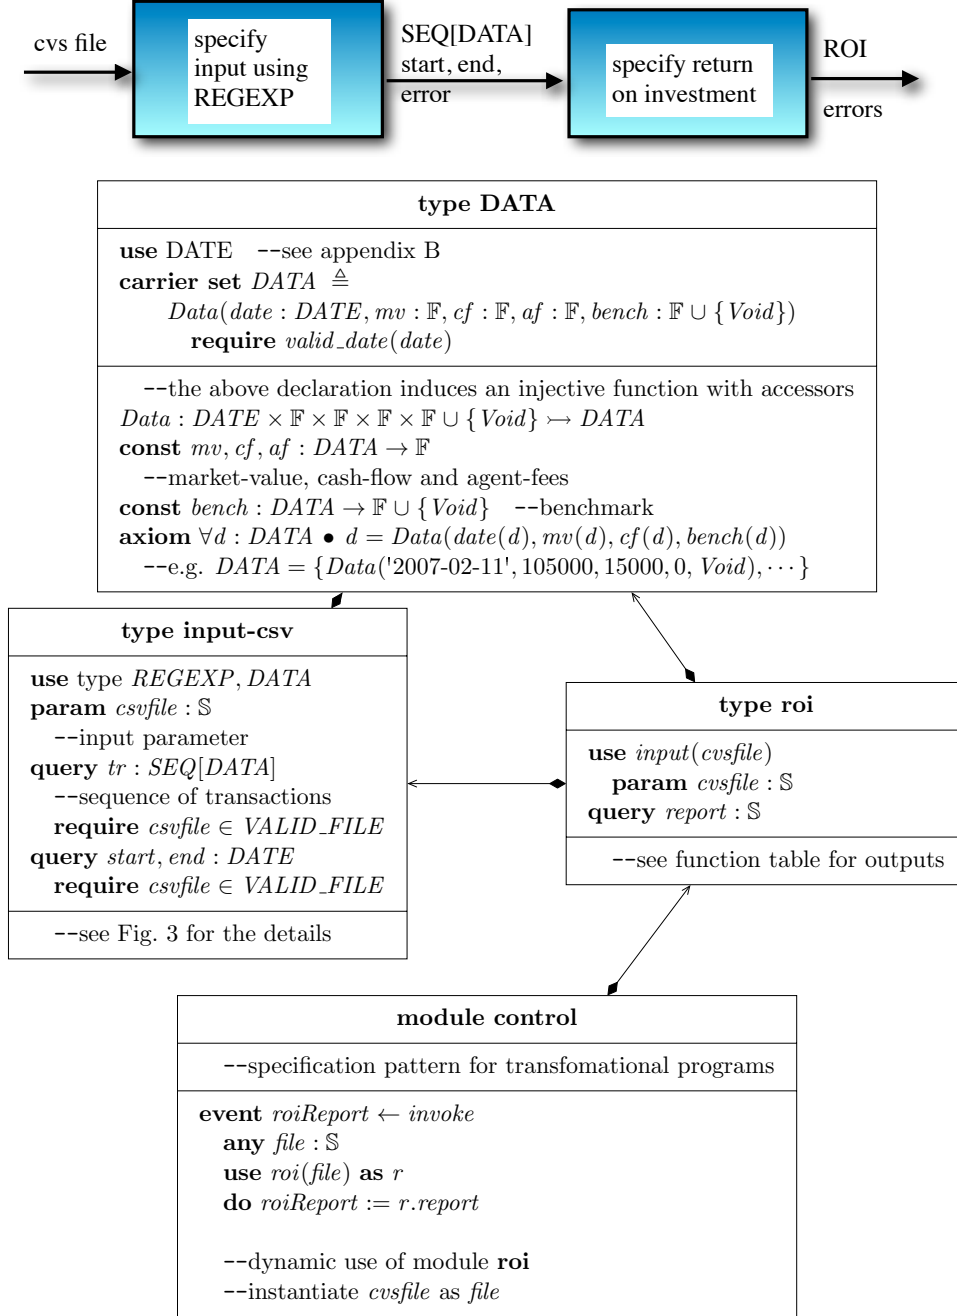 cvs file
specify
input using
REGEXP
SEQ[DATA]
start, end,
error
specify return
on investment
ROI
errors
type DATA
use DATE --see appendix B
carrier set DATA ≜
Data(date : DATE, mv : 𝔽, cf : 𝔽, af : 𝔽, bench : 𝔽 ∪ {Void})
require valid_date(date)
--the above declaration induces an injective function with accessors
Data : DATE × 𝔽 × 𝔽 × 𝔽 × 𝔽 ∪ {Void} ↣ DATA
const mv, cf, af : DATA → 𝔽
--market-value, cash-flow and agent-fees
const bench : DATA → 𝔽 ∪ {Void} --benchmark
axiom ∀d : DATA • d = Data(date(d), mv(d), cf(d), bench(d))
--e.g. DATA = {Data('2007-02-11', 105000, 15000, 0, Void), ⋯}
type input-csv
use type REGEXP, DATA
param csvfile : 𝕊
--input parameter
query tr : SEQ[DATA]
--sequence of transactions
require csvfile ∈ VALID_FILE
query start, end : DATE
require csvfile ∈ VALID_FILE
--see Fig. 3 for the details
type roi
use input(cvsfile)
param cvsfile : 𝕊
query report : 𝕊
--see function table for outputs
module control
--specification pattern for transfomational programs
event roiReport ← invoke
any file : 𝕊
use roi(file) as r
do roiReport := r.report
--dynamic use of module roi
--instantiate cvsfile as file